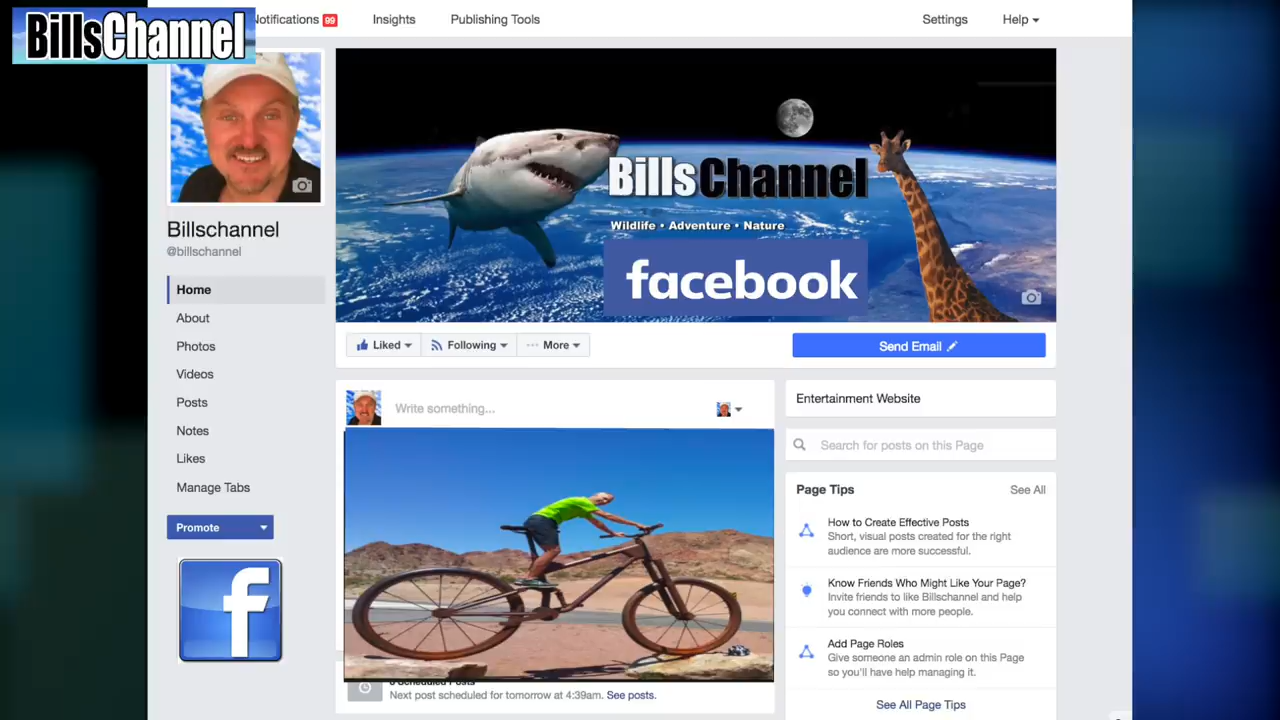 BillsChannel
Notifications 99
Insights
Publishing Tools
Settings
Help
BillsChannel
Wildlife • Adventure • Nature
facebook
Billschannel
@billschannel
Home
About
Photos
Videos
Posts
Notes
Likes
Manage Tabs
Promote
f
Liked
Following
··· More
Send Email
Write something...
Scheduled Posts
Next post scheduled for tomorrow at 4:39am. See posts.
Entertainment Website
Search for posts on this Page
Page Tips
See All
How to Create Effective Posts
Short, visual posts created for the right
audience are more successful.
Know Friends Who Might Like Your Page?
Invite friends to like Billschannel and help
you connect with more people.
Add Page Roles
Give someone an admin role on this Page
so you'll have help managing it.
See All Page Tips